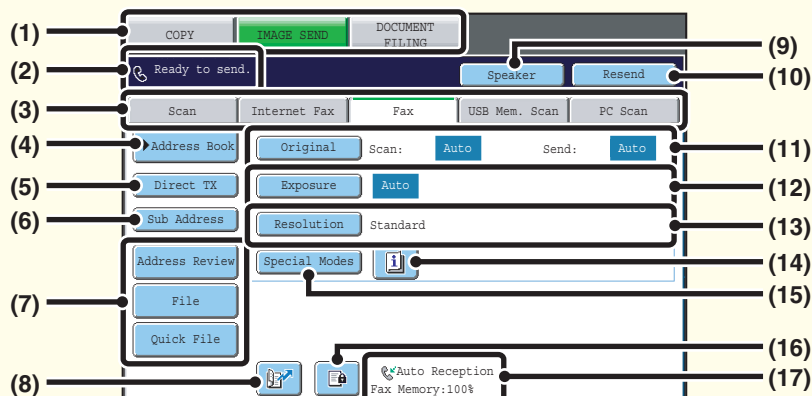 (1) COPY IMAGE SEND DOCUMENT FILING
(2) Ready to send. Speaker (9) Resend (10)
(3) Scan Internet Fax Fax USB Mem. Scan PC Scan
(4) Address Book Original Scan: Auto Send: Auto (11)
(5) Direct TX Exposure Auto (12)
(6) Sub Address Resolution Standard (13)
Address Review Special Modes i (14)
(15)
(7) File
Quick File
(16)
(8) Auto Reception (17)
Fax Memory:100%